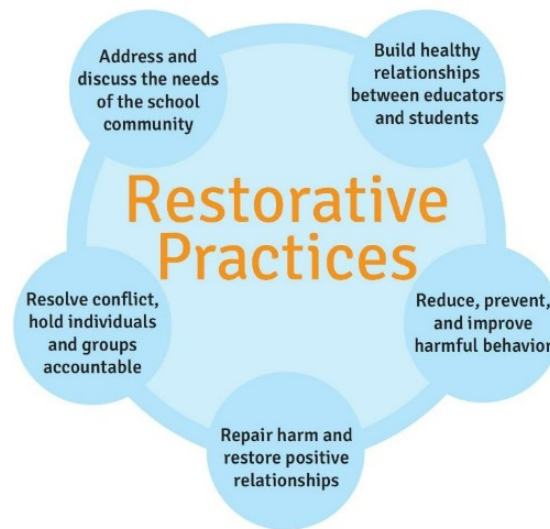 Address and
discuss the needs
of the school
community
Build healthy
relationships
between educators
and students
Restorative
Practices
Resolve conflict,
hold individuals
and groups
accountable
Reduce, prevent,
and improve
harmful behavior
Repair harm and
restore positive
relationships